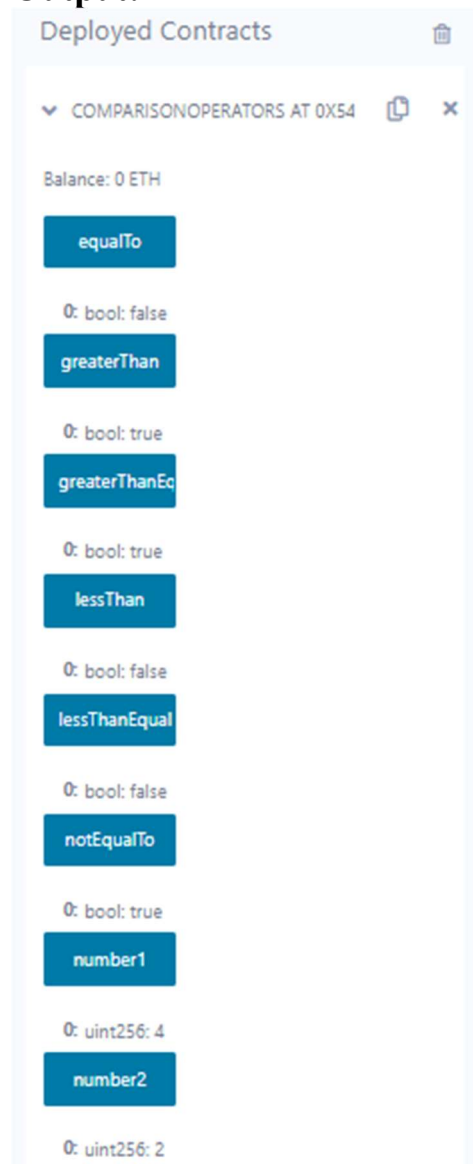 Deployed Contracts
COMPARISONOPERATORS AT 0X54
Balance: 0 ETH
equalTo
0: bool: false
greaterThan
0: bool: true
greaterThanEq
0: bool: true
lessThan
0: bool: false
lessThanEqual
0: bool: false
notEqualTo
0: bool: true
number1
0: uint256: 4
number2
0: uint256: 2